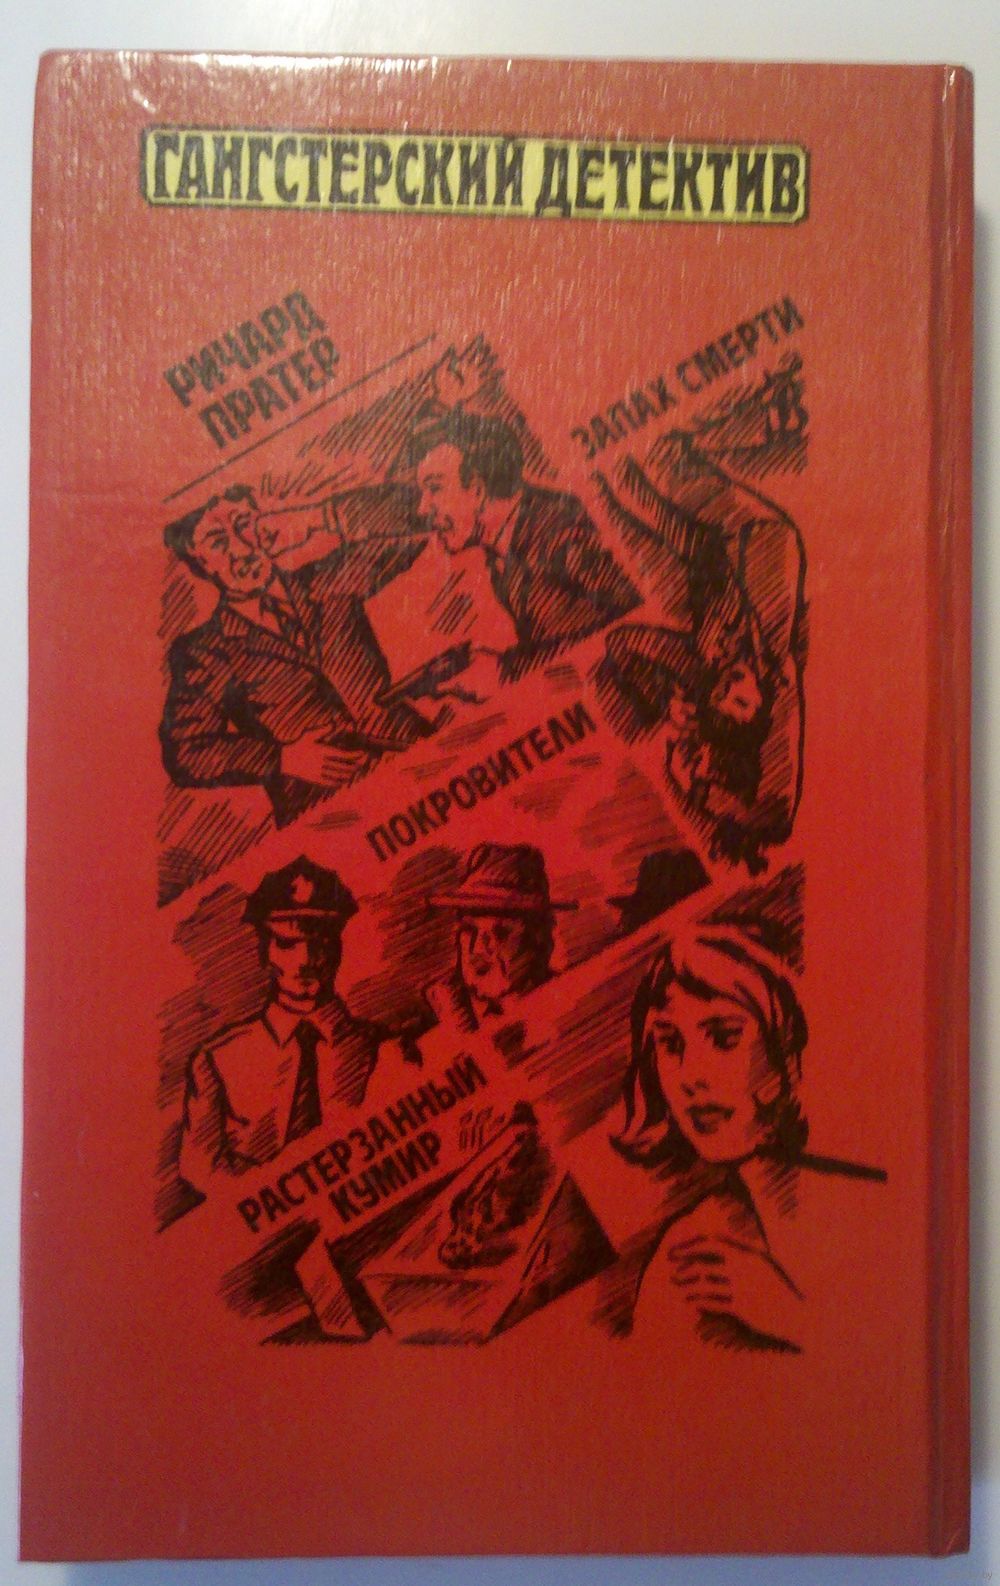 ГАНГСТЕРСКИЙ ДЕТЕКТИВ
РИЧАРД
ПРАТЕР
ЗАПАХ СМЕРТИ
ПОКРОВИТЕЛИ
РАСТЕРЗАННЫЙ
КУМИР